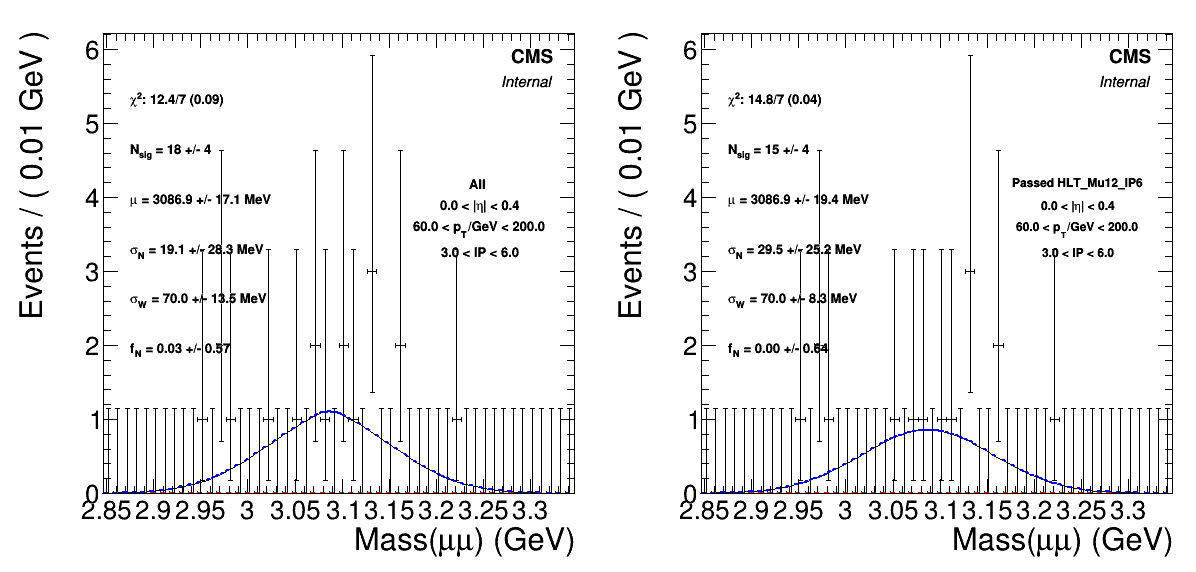 Events / ( 0.01 GeV )
6
5
4
3
2
1
0
CMS
Internal
χ²: 12.4/7 (0.09)
N_sig = 18 +/- 4
μ = 3086.9 +/- 17.1 MeV
σ_N = 19.1 +/- 28.3 MeV
σ_W = 70.0 +/- 13.5 MeV
f_N = 0.03 +/- 0.57
All
0.0 < |η| < 0.4
60.0 < p_T/GeV < 200.0
3.0 < IP < 6.0
2.85 2.9 2.95 3 3.05 3.1 3.15 3.2 3.25 3.3
Mass(μμ) (GeV)
Events / ( 0.01 GeV )
6
5
4
3
2
1
0
CMS
Internal
χ²: 14.8/7 (0.04)
N_sig = 15 +/- 4
μ = 3086.9 +/- 19.4 MeV
σ_N = 29.5 +/- 25.2 MeV
σ_W = 70.0 +/- 8.3 MeV
f_N = 0.00 +/- 0.64
Passed HLT_Mu12_IP6
0.0 < |η| < 0.4
60.0 < p_T/GeV < 200.0
3.0 < IP < 6.0
2.85 2.9 2.95 3 3.05 3.1 3.15 3.2 3.25 3.3
Mass(μμ) (GeV)